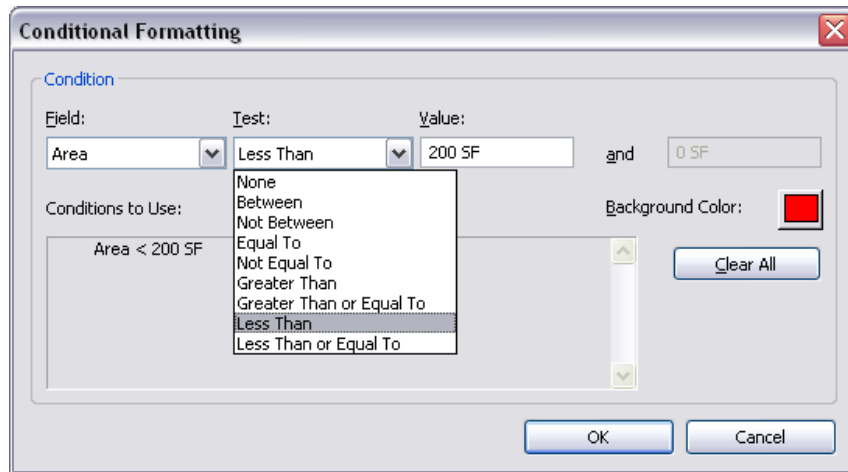 Conditional Formatting
Condition
Field: Test: Value:
Area Less Than 200 SF and 0 SF
None
Between
Not Between
Equal To
Not Equal To
Greater Than
Greater Than or Equal To
Less Than
Less Than or Equal To
Conditions to Use: Background Color:
Area < 200 SF
Clear All
OK Cancel